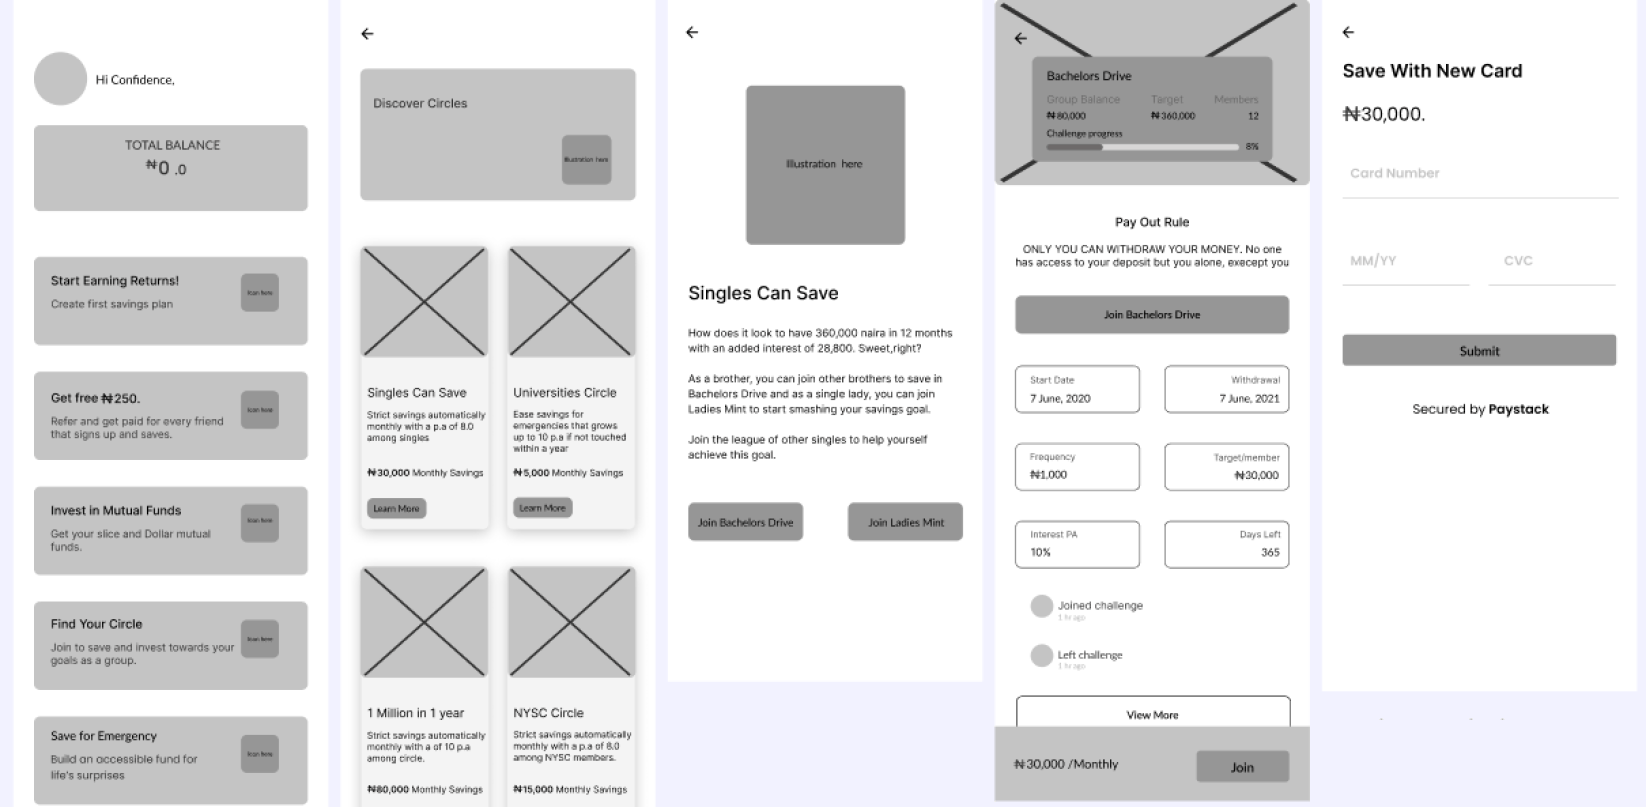 Hi Confidence,
TOTAL BALANCE
₦0 .0
Start Earning Returns!
Create first savings plan
Icon here
Get free ₦250.
Refer and get paid for every friend
that signs up and saves.
Icon here
Invest in Mutual Funds
Get your slice and Dollar mutual
funds.
Icon here
Find Your Circle
Join to save and invest towards your
goals as a group.
Icon here
Save for Emergency
Build an accessible fund for
life's surprises
Icon here
Discover Circles
Illustration here
Singles Can Save
Strict savings automatically
monthly with a p.a of 8.0
among singles
₦30,000 Monthly Savings
Learn More
Universities Circle
Ease savings for
emergencies that grows
up to 10 p.a if not touched
within a year
₦5,000 Monthly Savings
Learn More
1 Million in 1 year
Strict savings automatically
monthly with a of 10 p.a
among circle.
₦80,000 Monthly Savings
NYSC Circle
Strict savings automatically
monthly with a p.a of 8.0
among NYSC members.
₦15,000 Monthly Savings
Illustration here
Singles Can Save
How does it look to have 360,000 naira in 12 months
with an added interest of 28,800. Sweet,right?
As a brother, you can join other brothers to save in
Bachelors Drive and as a single lady, you can join
Ladies Mint to start smashing your savings goal.
Join the league of other singles to help yourself
achieve this goal.
Join Bachelors Drive
Join Ladies Mint
Bachelors Drive
Group Balance Target Members
₦80,000 ₦360,000 12
Challenge progress
8%
Pay Out Rule
ONLY YOU CAN WITHDRAW YOUR MONEY. No one
has access to your deposit but you alone, execept you
Join Bachelors Drive
Start Date
7 June, 2020
Withdrawal
7 June, 2021
Frequency
₦1,000
Target/member
₦30,000
Interest PA
10%
Days Left
365
Joined challenge
1 hr ago
Left challenge
1 hr ago
View More
₦30,000 /Monthly
Join
Save With New Card
₦30,000.
Card Number
MM/YY
CVC
Submit
Secured by Paystack